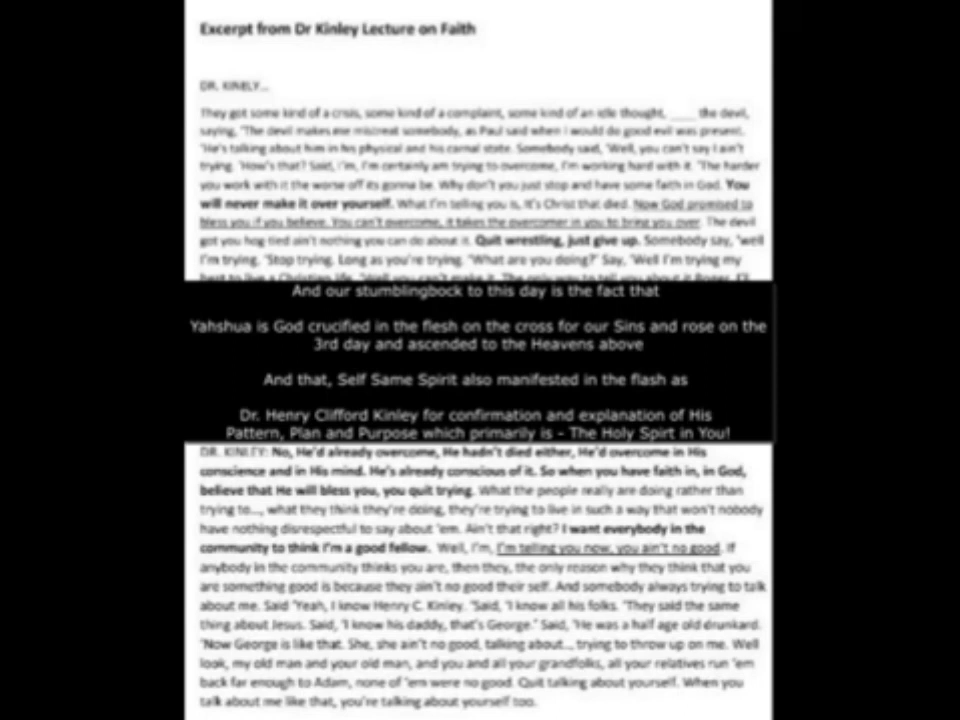 Excerpt from Dr Kinley Lecture on Faith
DR. KINELY...
They got some kind of a crisis, some kind of a complaint, some kind of an idle thought, ____ the devil,
saying, 'The devil makes me mistreat somebody, as Paul said when I would do good evil was present.
'He's talking about him in his physical and his carnal state. Somebody said, 'Well, you can't say I ain't
trying. 'How's that? Said, I'm, I'm certainly am trying to overcome, I'm working hard with it. 'The harder
you work with it the worse off its gonna be. Why don't you just stop and have some faith in God. You
will never make it over yourself. What I'm telling you is, it's Christ that died. Now God promised to
bless you if you believe. You can't overcome, it takes the overcomer in you to bring you over. The devil
got you hog tied ain't nothing you can do about it. Quit wrestling, just give up. Somebody say, 'well
I'm trying. 'Stop trying. Long as you're trying. 'What are you doing?' Say, 'Well I'm trying my
best to live a Christian life. 'Well you can't make it. The only way to tell you about it
And our stumblingbock to this day is the fact that
Yahshua is God crucified in the flesh on the cross for our Sins and rose on the
3rd day and ascended to the Heavens above
And that, Self Same Spirit also manifested in the flash as
Dr. Henry Clifford Kinley for confirmation and explanation of His
Pattern, Plan and Purpose which primarily is - The Holy Spirt in You!
DR. KINLEY: No, He'd already overcome, He hadn't died either, He'd overcome in His
conscience and in His mind. He's already conscious of it. So when you have faith in, in God,
believe that He will bless you, you quit trying. What the people really are doing rather than
trying to..., what they think they're doing, they're trying to live in such a way that won't nobody
have nothing disrespectful to say about 'em. Ain't that right? I want everybody in the
community to think I'm a good fellow. Well, I'm, I'm telling you now, you ain't no good. If
anybody in the community thinks you are, then they, the only reason why they think that you
are something good is because they ain't no good their self. And somebody always trying to talk
about me. Said 'Yeah, I know Henry C. Kinley. 'Said, 'I know all his folks. 'They said the same
thing about Jesus. Said, 'I know his daddy, that's George.' Said, 'He was a half age old drunkard.
'Now George is like that. She, she ain't no good, talking about.., trying to throw up on me. Well
look, my old man and your old man, and you and all your grandfolks, all your relatives run 'em
back far enough to Adam, none of 'em were no good. Quit talking about yourself. When you
talk about me like that, you're talking about yourself too.